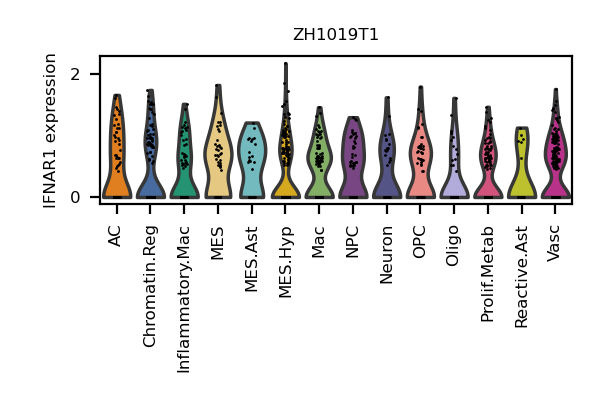 ZH1019T1
IFNAR1 expression
2
0
AC
Chromatin.Reg
Inflammatory.Mac
MES
MES.Ast
MES.Hyp
Mac
NPC
Neuron
OPC
Oligo
Prolif.Metab
Reactive.Ast
Vasc